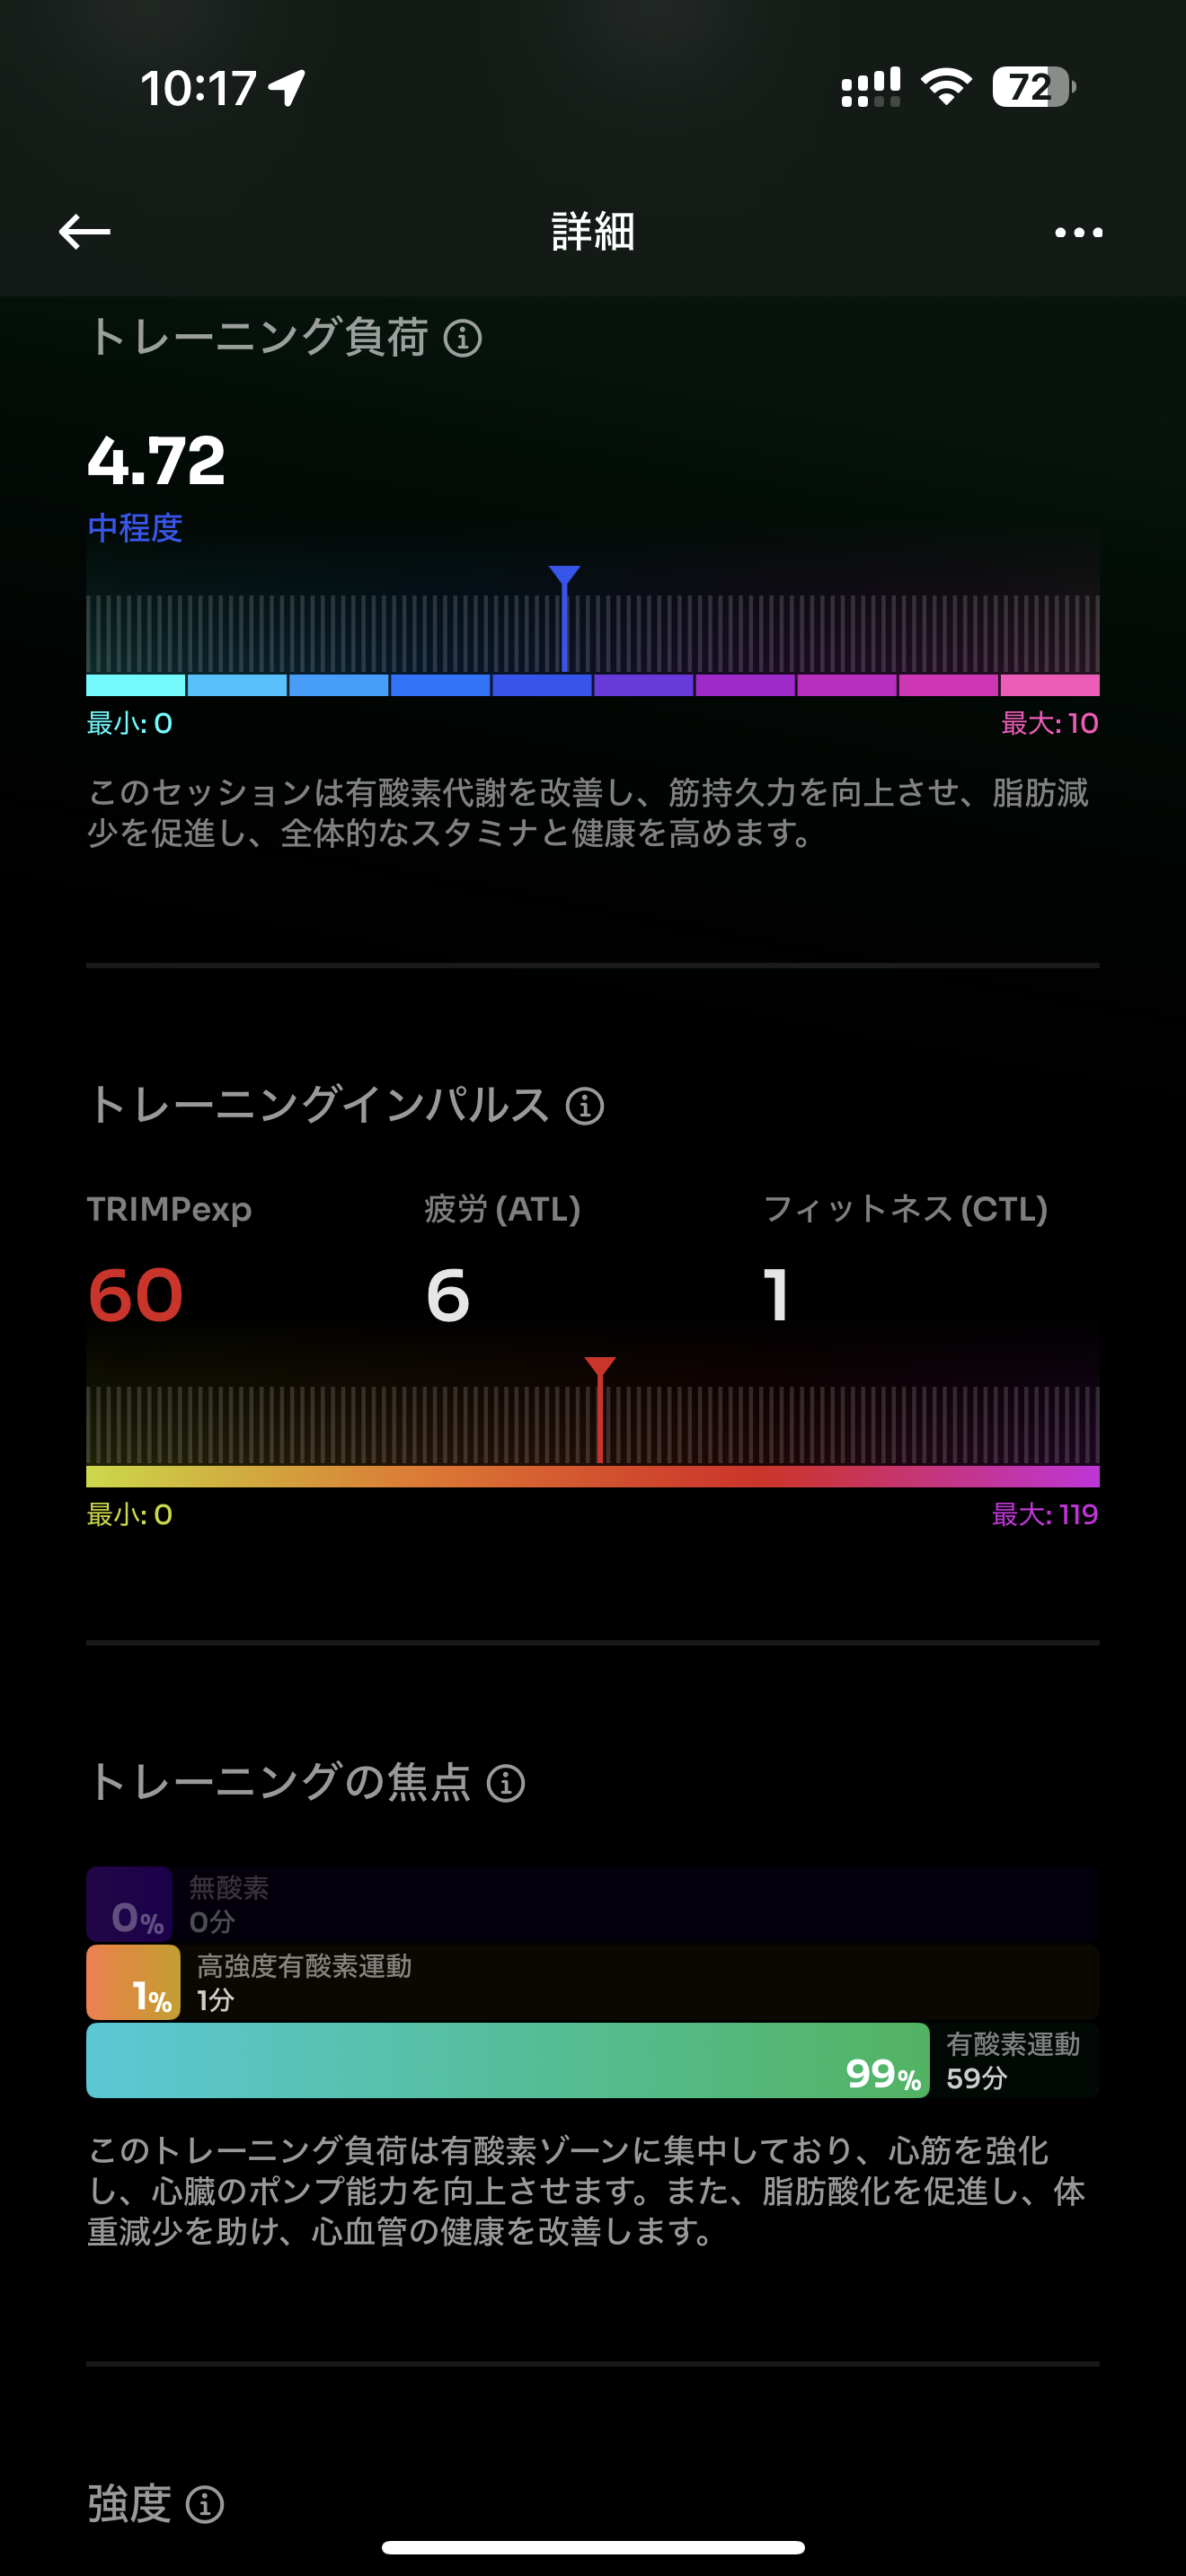 10:17
72
詳細
トレーニング負荷
4.72
中程度
最小: 0
最大: 10
このセッションは有酸素代謝を改善し、筋持久力を向上させ、脂肪減
少を促進し、全体的なスタミナと健康を高めます。
トレーニングインパルス
TRIMPexp
疲労 (ATL)
フィットネス (CTL)
60
6
1
最小: 0
最大: 119
トレーニングの焦点
0%
無酸素
0分
1%
高強度有酸素運動
1分
99%
有酸素運動
59分
このトレーニング負荷は有酸素ゾーンに集中しており、心筋を強化
し、心臓のポンプ能力を向上させます。また、脂肪酸化を促進し、体
重減少を助け、心血管の健康を改善します。
強度